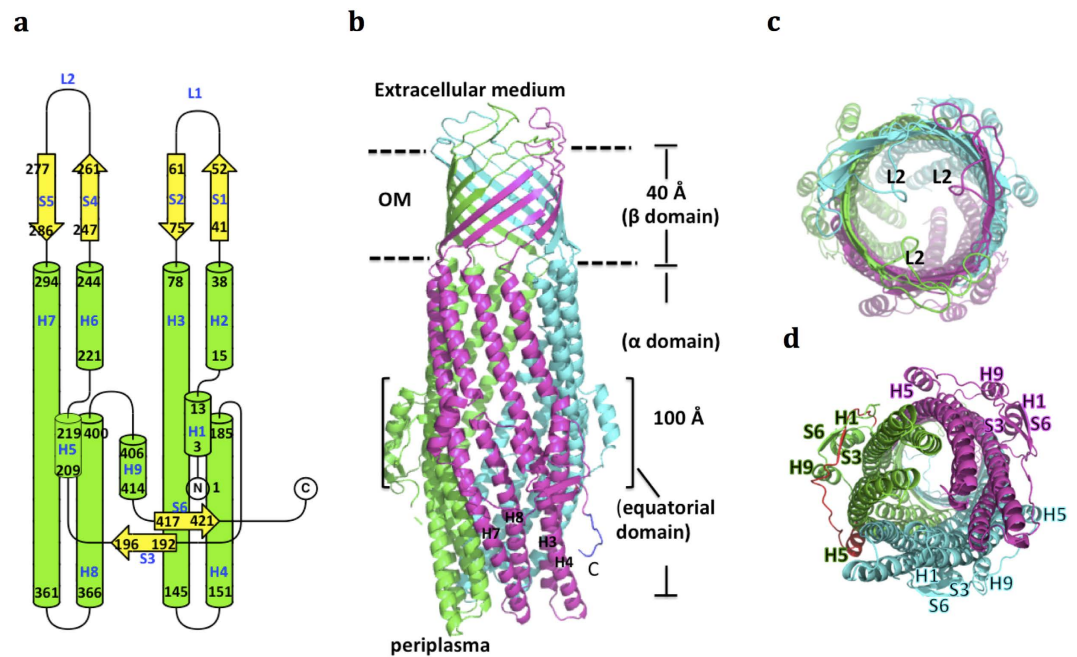 a
L2
L1
277
261
61
52
S5
S4
S2
S1
286
247
75
41
294
244
78
38
H7
H6
H3
H2
221
15
13
219
400
H1
185
H5
406
3
209
H9
414
N
1
C
S6
417
421
196
192
S3
H8
H4
361
366
145
151
b
Extracellular medium
OM
40 Å
(β domain)
(α domain)
100 Å
(equatorial
domain)
H8
H7
H3
H4
C
periplasma
c
L2
L2
L2
d
H9
H5
H1
H1
S6
S3
S6
S3
H9
H5
H5
H1
S3
H9
S6